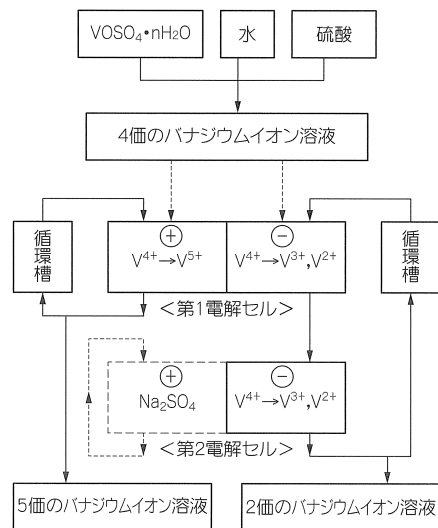 VOSO₄・nH₂O
水
硫酸
4価のバナジウムイオン溶液
循環槽
⊕
V⁴⁺→V⁵⁺
⊖
V⁴⁺→V³⁺,V²⁺
循環槽
<第1電解セル>
⊕
Na₂SO₄
⊖
V⁴⁺→V³⁺,V²⁺
<第2電解セル>
5価のバナジウムイオン溶液
2価のバナジウムイオン溶液